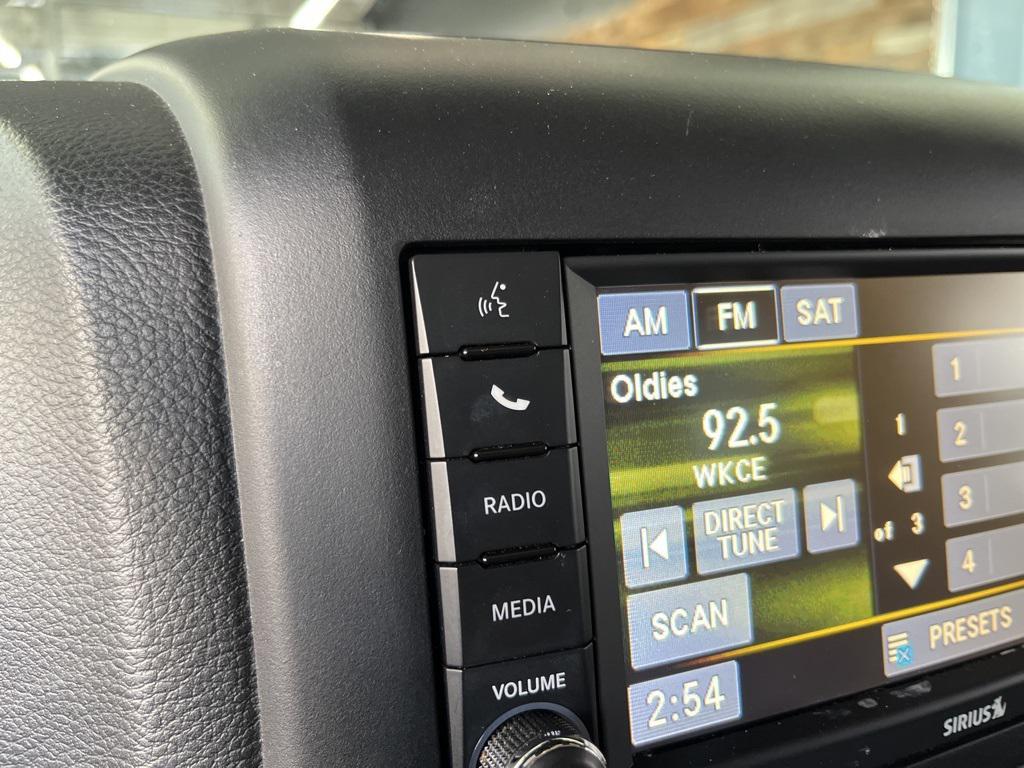 AM FM SAT
Oldies
92.5
WKCE
DIRECT
TUNE
SCAN
2:54
1
of 3
1
2
3
4
PRESETS
RADIO
MEDIA
VOLUME
SIRIUS